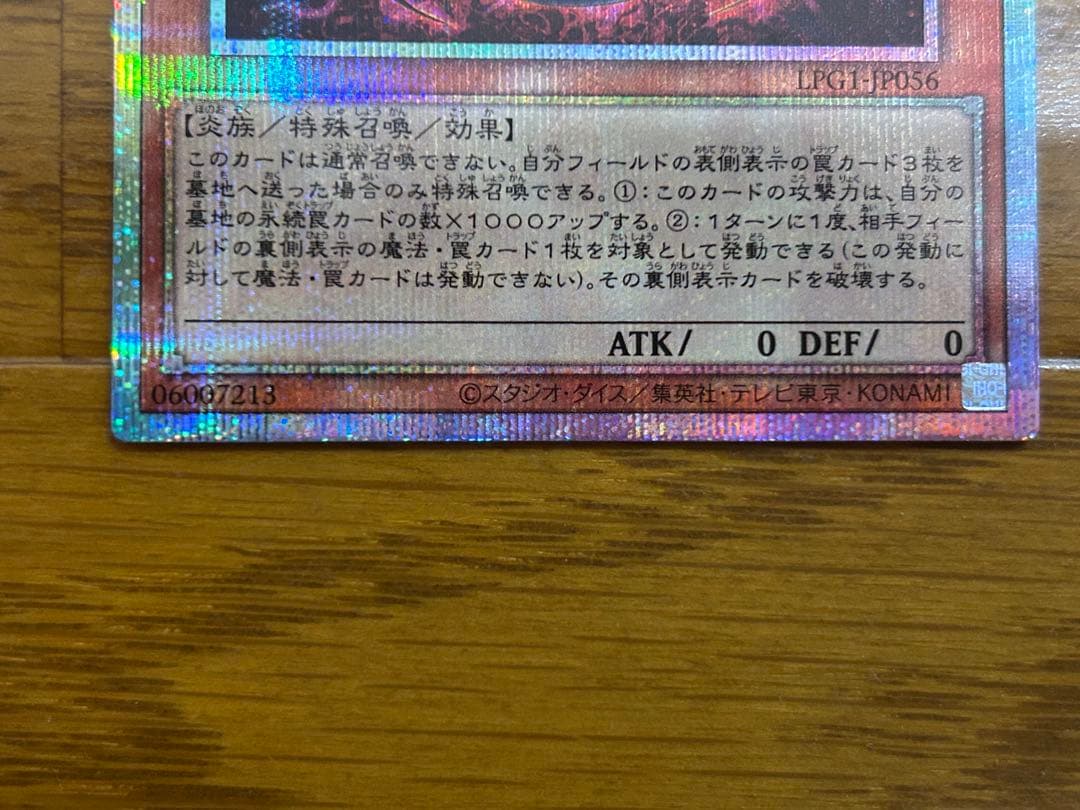 LPG1-JP056
【炎族／特殊召喚／効果】
このカードは通常召喚できない。自分フィールドの表側表示の罠カード３枚を
墓地へ送った場合のみ特殊召喚できる。①：このカードの攻撃力は、自分の
墓地の永続罠カードの数×１０００アップする。②：１ターンに１度、相手フィー
ルドの裏側表示の魔法・罠カード１枚を対象として発動できる（この発動に
対して魔法・罠カードは発動できない）。その裏側表示カードを破壊する。
ATK/ 0 DEF/ 0
06007213 ©スタジオ・ダイス／集英社・テレビ東京・KONAMI